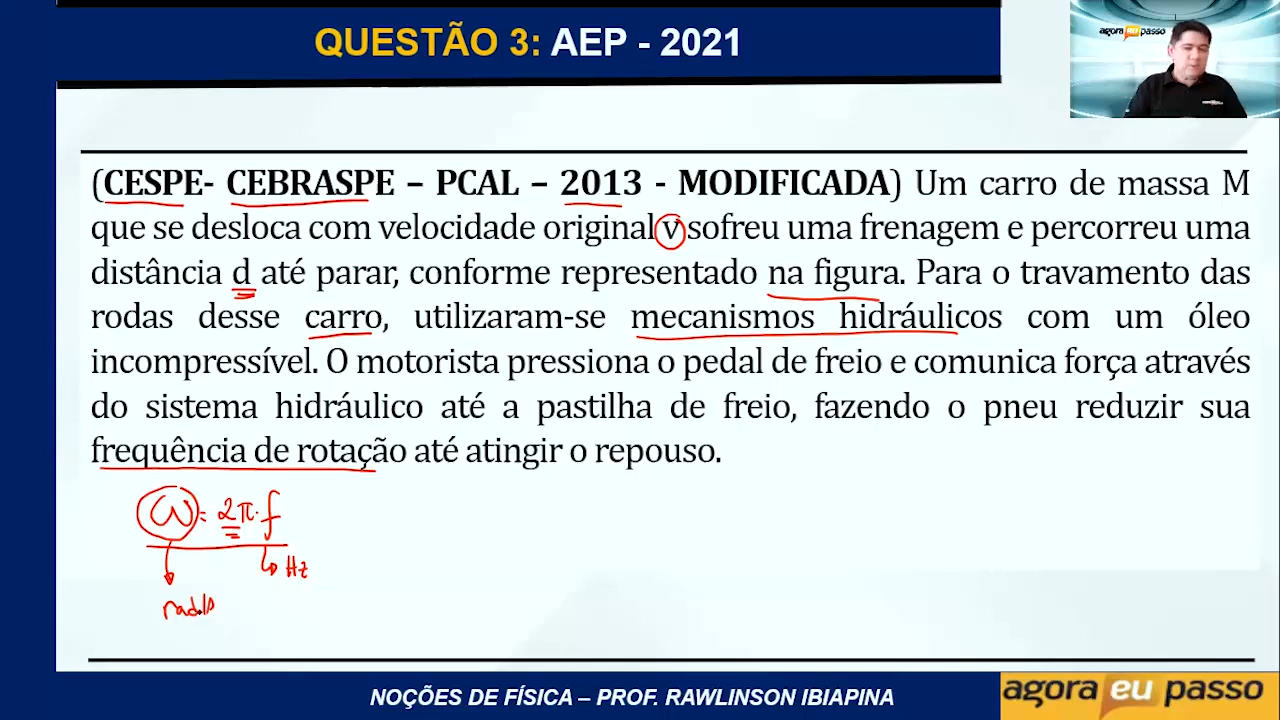 QUESTÃO 3: AEP - 2021
agora eu passo
(CESPE- CEBRASPE – PCAL – 2013 - MODIFICADA) Um carro de massa M
que se desloca com velocidade original v sofreu uma frenagem e percorreu uma
distância d até parar, conforme representado na figura. Para o travamento das
rodas desse carro, utilizaram-se mecanismos hidráulicos com um óleo
incompressível. O motorista pressiona o pedal de freio e comunica força através
do sistema hidráulico até a pastilha de freio, fazendo o pneu reduzir sua
frequência de rotação até atingir o repouso.
ω = 2π·f
Hz
rad/s
NOÇÕES DE FÍSICA – PROF. RAWLINSON IBIAPINA
agora eu passo